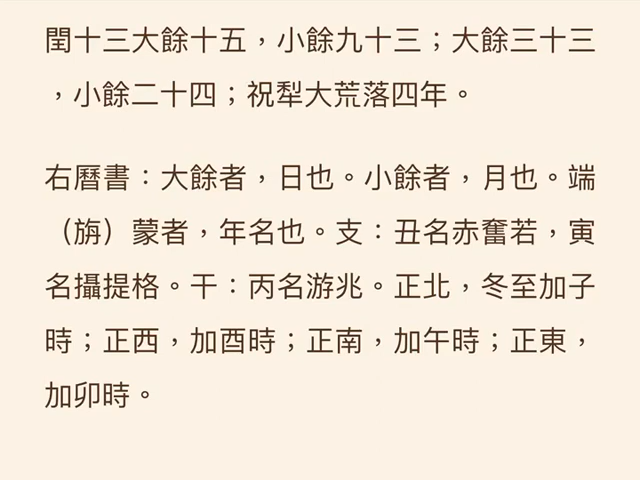 閏十三大餘十五，小餘九十三；大餘三十三
，小餘二十四；祝犁大荒落四年。
右曆書：大餘者，日也。小餘者，月也。端
（旃）蒙者，年名也。支：丑名赤奮若，寅
名攝提格。干：丙名游兆。正北，冬至加子
時；正西，加酉時；正南，加午時；正東，
加卯時。